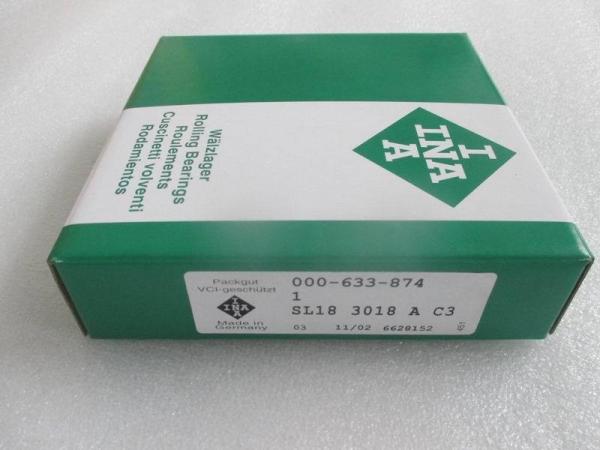 Wälzlager
Rolling Bearings
Roulements
Cuscinetti volventi
Rodamientos
I
INA
A
Packgut
VCI-geschützt
I
INA
A
Made in
Germany
000-633-874
1
SL18 3018 A C3
03 11/02 6628152